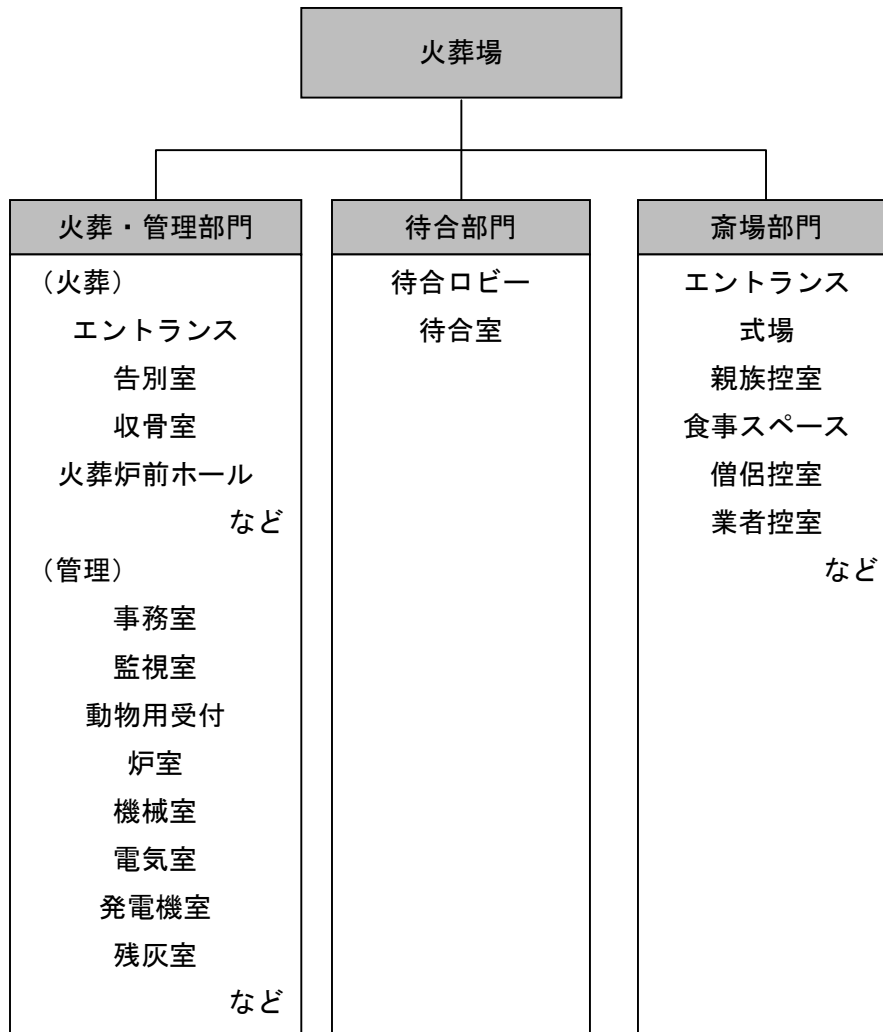 火葬場
火葬・管理部門
（火葬）
エントランス
告別室
収骨室
火葬炉前ホール
など
（管理）
事務室
監視室
動物用受付
炉室
機械室
電気室
発電機室
残灰室
など
待合部門
待合ロビー
待合室
斎場部門
エントランス
式場
親族控室
食事スペース
僧侶控室
業者控室
など